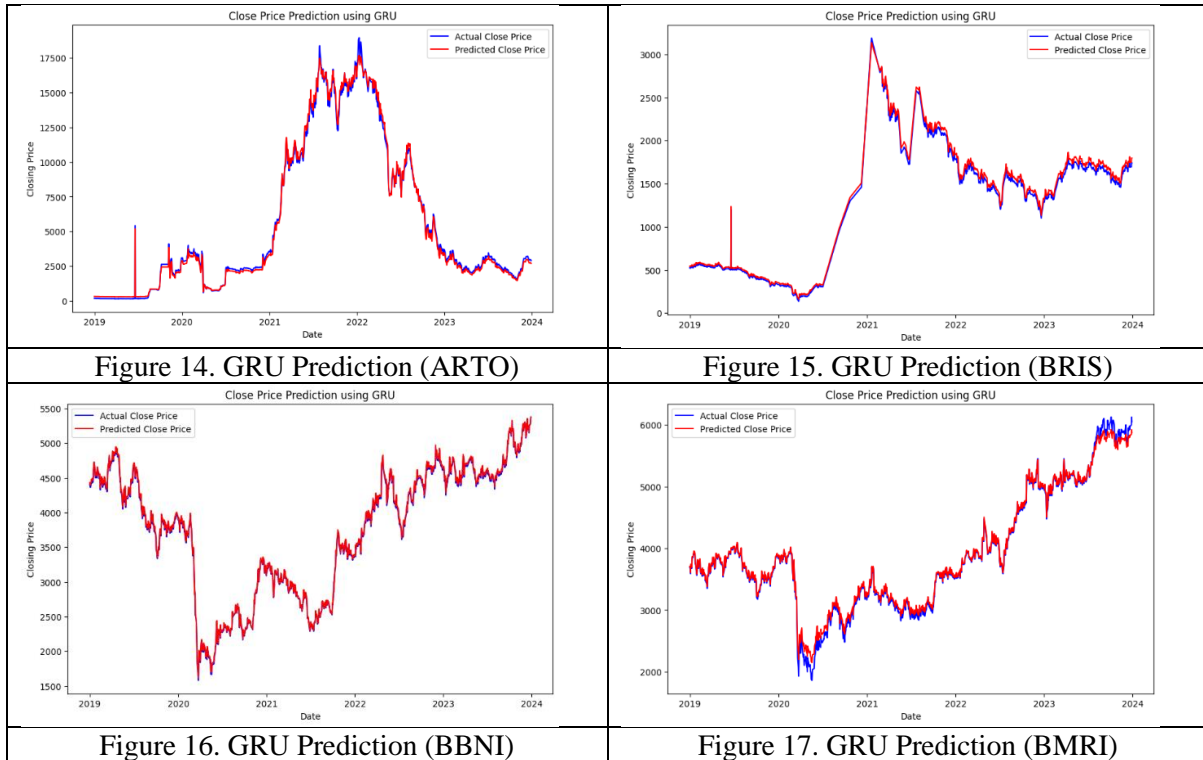 Close Price Prediction using GRU
Actual Close Price
Predicted Close Price
17500
15000
12500
10000
7500
5000
2500
0
Closing Price
2019 2020 2021 2022 2023 2024
Date
Figure 14. GRU Prediction (ARTO)
Close Price Prediction using GRU
Actual Close Price
Predicted Close Price
3000
2500
2000
1500
1000
500
0
Closing Price
2019 2020 2021 2022 2023 2024
Date
Figure 15. GRU Prediction (BRIS)
Close Price Prediction using GRU
Actual Close Price
Predicted Close Price
5500
5000
4500
4000
3500
3000
2500
2000
1500
Closing Price
2019 2020 2021 2022 2023 2024
Date
Figure 16. GRU Prediction (BBNI)
Close Price Prediction using GRU
Actual Close Price
Predicted Close Price
6000
5000
4000
3000
2000
Closing Price
2019 2020 2021 2022 2023 2024
Date
Figure 17. GRU Prediction (BMRI)